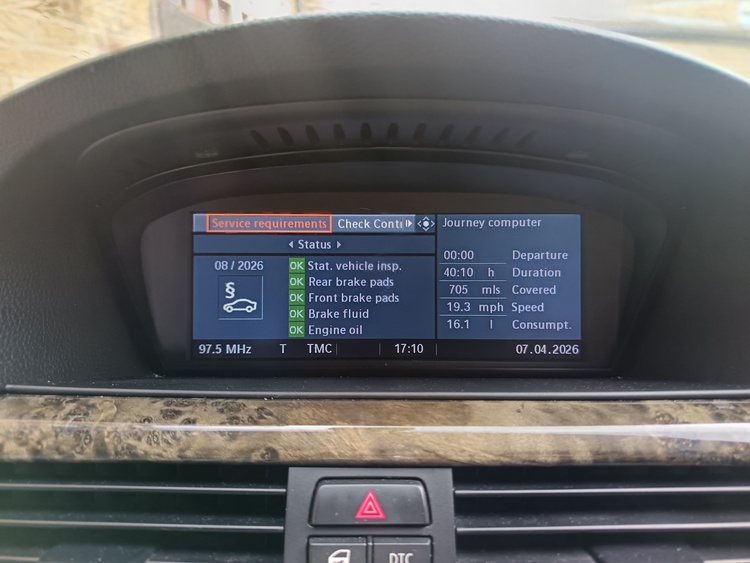 Service requirements Check Conti
Status
08 / 2026
§
OK Stat. vehicle insp.
OK Rear brake pads
OK Front brake pads
OK Brake fluid
OK Engine oil
Journey computer
00:00 Departure
40:10 h Duration
705 mls Covered
19.3 mph Speed
16.1 l Consumpt.
97.5 MHz T TMC 17:10 07.04.2026
DTC